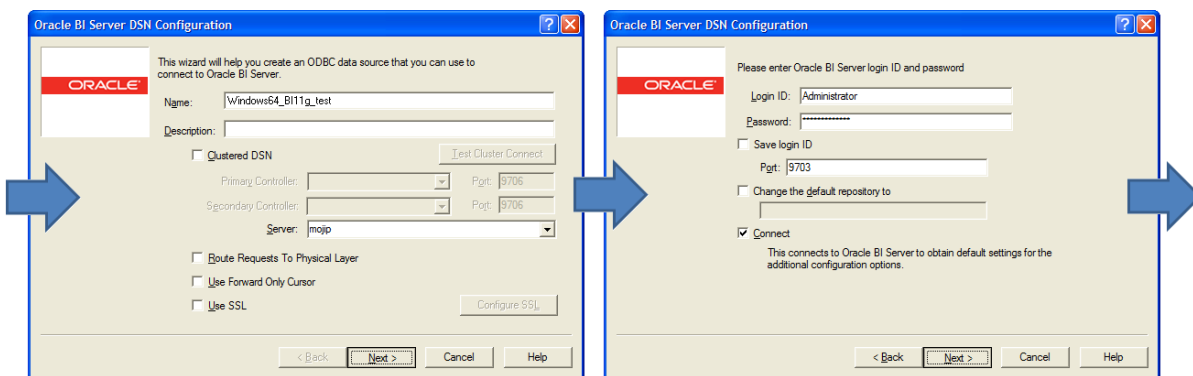 Oracle BI Server DSN Configuration
ORACLE
This wizard will help you create an ODBC data source that you can use to
connect to Oracle BI Server.
Name: Windows64_BI11g_test
Description:
Clustered DSN Test Cluster Connect
Primary Controller: Port: 9706
Secondary Controller: Port: 9706
Server: mojip
Route Requests To Physical Layer
Use Forward Only Cursor
Use SSL Configure SSL
< Back Next > Cancel Help
Oracle BI Server DSN Configuration
ORACLE
Please enter Oracle BI Server login ID and password
Login ID: Administrator
Password: *************
Save login ID
Port: 9703
Change the default repository to
Connect
This connects to Oracle BI Server to obtain default settings for the
additional configuration options.
< Back Next > Cancel Help